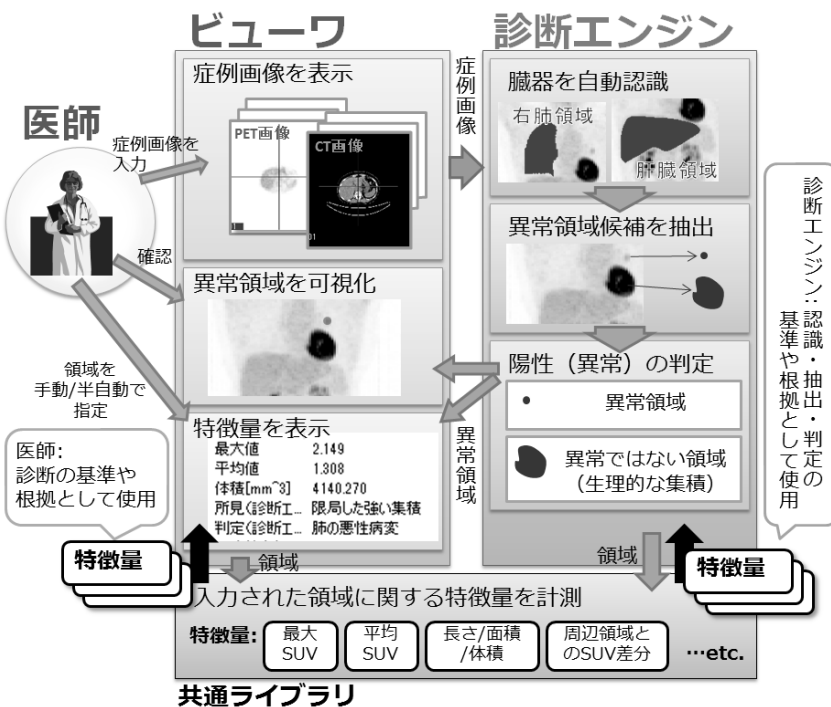 ビューワ
診断エンジン
医師
症例画像を
入力
確認
領域を
手動/半自動で
指定
医師:
診断の基準や
根拠として使用
特徴量
症例画像を表示
PET画像
CT画像
異常領域を可視化
特徴量を表示
最大値 2.149
平均値 1.308
体積[mm^3] 4140.270
所見(診断エ... 限局した強い集積
判定(診断エ... 肺の悪性病変
症例画像
異常領域
臓器を自動認識
右肺領域
肝臓領域
異常領域候補を抽出
陽性（異常）の判定
異常領域
異常ではない領域
（生理的な集積）
診断エンジン:認識・抽出・判定の
基準や根拠として使用
特徴量
領域
領域
入力された領域に関する特徴量を計測
特徴量:
最大
SUV
平均
SUV
長さ/面積
/体積
周辺領域と
のSUV差分
…etc.
共通ライブラリ